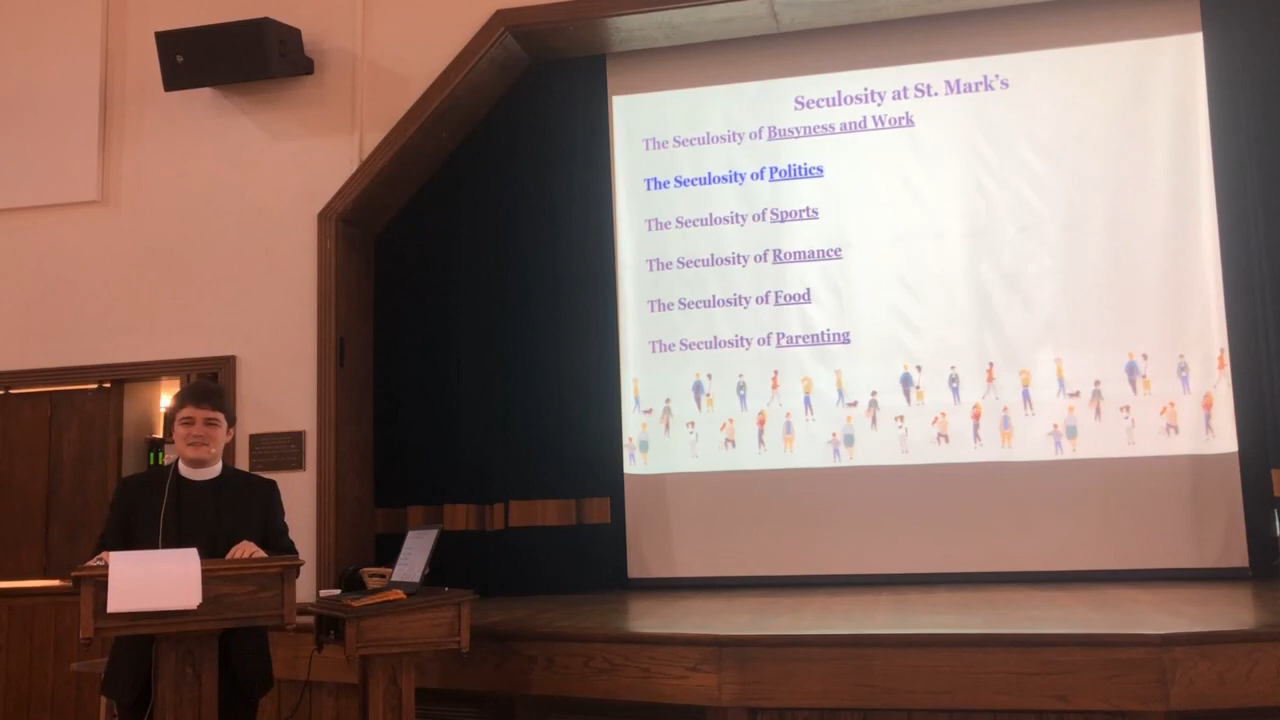 Seculosity at St. Mark's
The Seculosity of Busyness and Work
The Seculosity of Politics
The Seculosity of Sports
The Seculosity of Romance
The Seculosity of Food
The Seculosity of Parenting